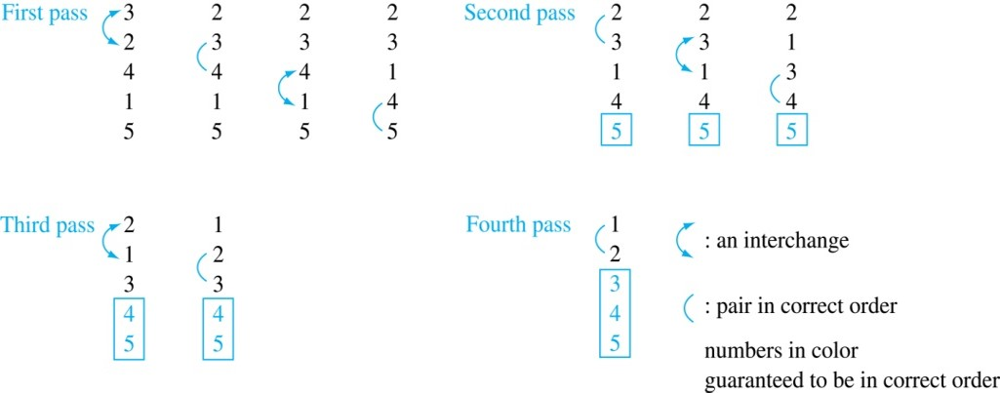 First pass 3 2 2 2
2 3 3 3
4 4 4 1
1 1 1 4
5 5 5 5
Second pass 2 2 2
3 3 1
1 1 3
4 4 4
5 5 5
Third pass 2 1
1 2
3 3
4 4
5 5
Fourth pass 1
2
3
4
5
: an interchange
: pair in correct order
numbers in color
guaranteed to be in correct order